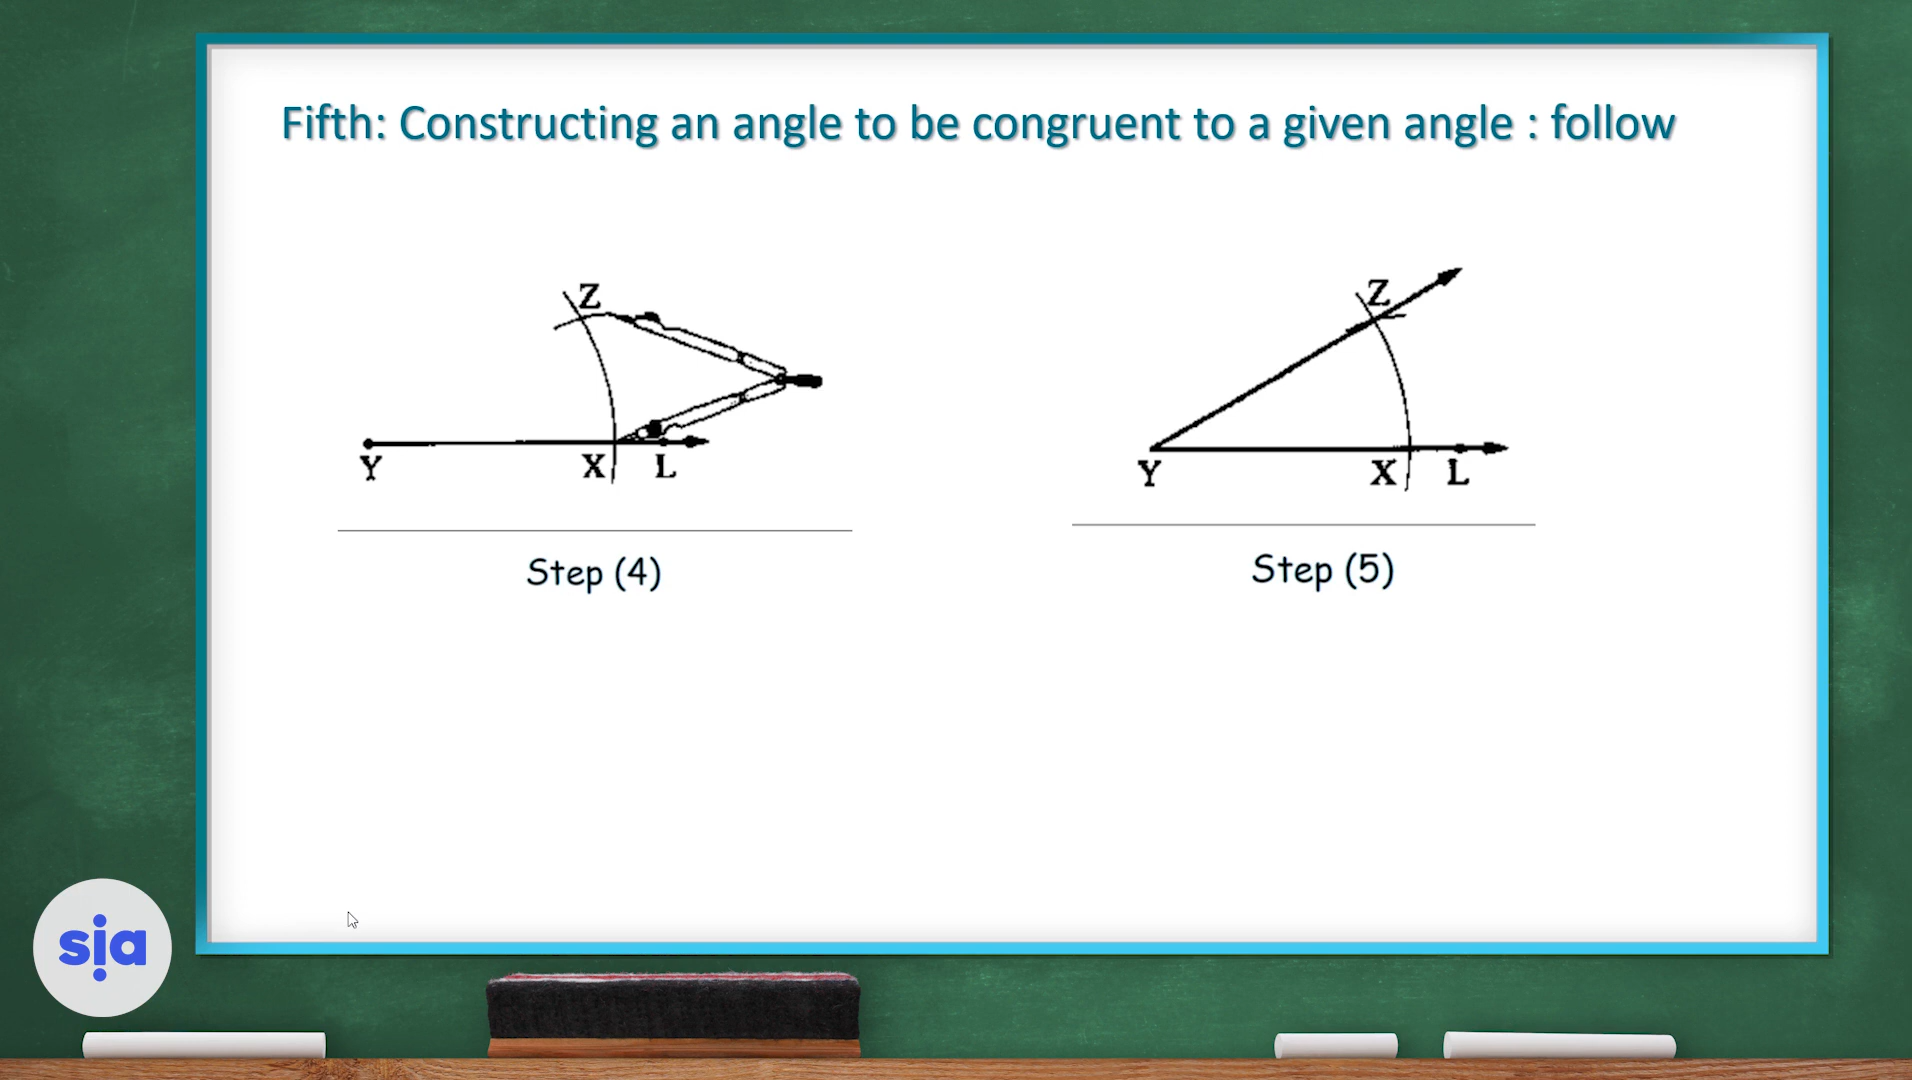 Fifth: Constructing an angle to be congruent to a given angle : follow
Z
Y X L
Step (4)
Z
Y X L
Step (5)
sia